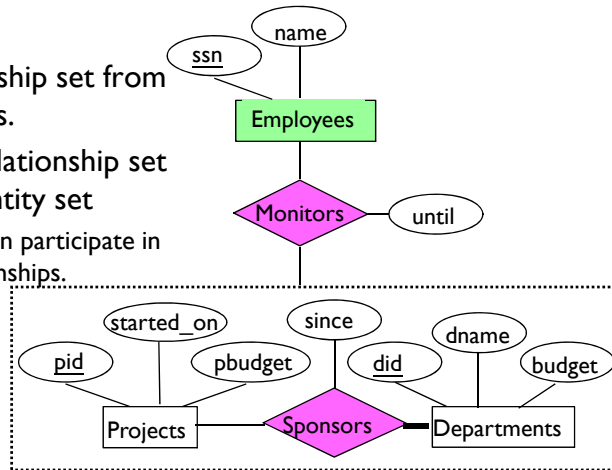 name
ssn
ship set from
s.
Employees
lationship set
ntity set
Monitors
until
n participate in
nships.
started_on
since
dname
pid
pbudget
did
budget
Projects
Sponsors
Departments